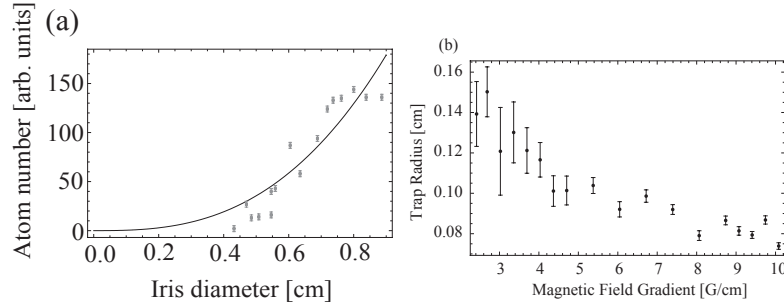 (a)
Atom number [arb. units]
150
100
50
0
0.0 0.2 0.4 0.6 0.8
Iris diameter [cm]
(b)
Trap Radius [cm]
0.16
0.14
0.12
0.10
0.08
3 4 5 6 7 8 9 10
Magnetic Field Gradient [G/cm]